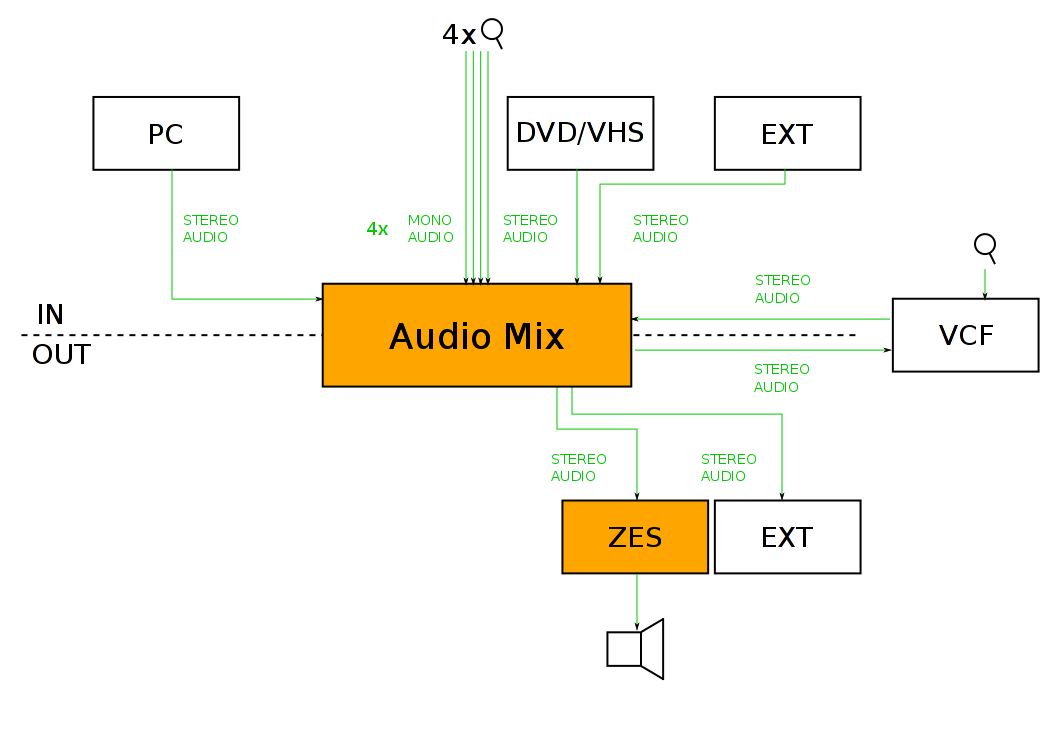 4x
PC
DVD/VHS
EXT
STEREO
AUDIO
4x
MONO
AUDIO
STEREO
AUDIO
STEREO
AUDIO
STEREO
AUDIO
IN
OUT
Audio Mix
VCF
STEREO
AUDIO
STEREO
AUDIO
STEREO
AUDIO
ZES
EXT